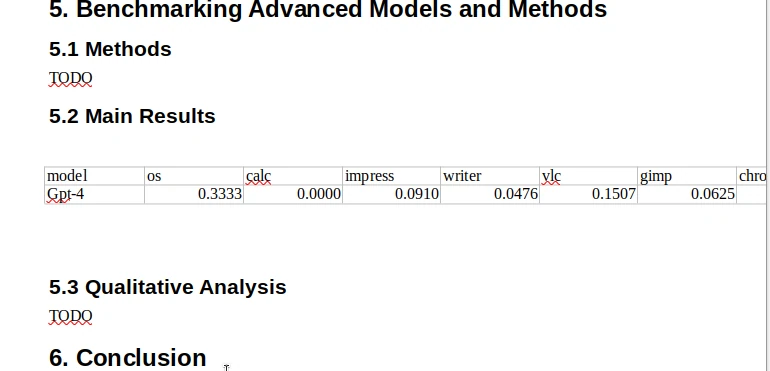 5. Benchmarking Advanced Models and Methods
5.1 Methods
TODO
5.2 Main Results
model os calc impress writer vlc gimp chro
Gpt-4 0.3333 0.0000 0.0910 0.0476 0.1507 0.0625
5.3 Qualitative Analysis
TODO
6. Conclusion